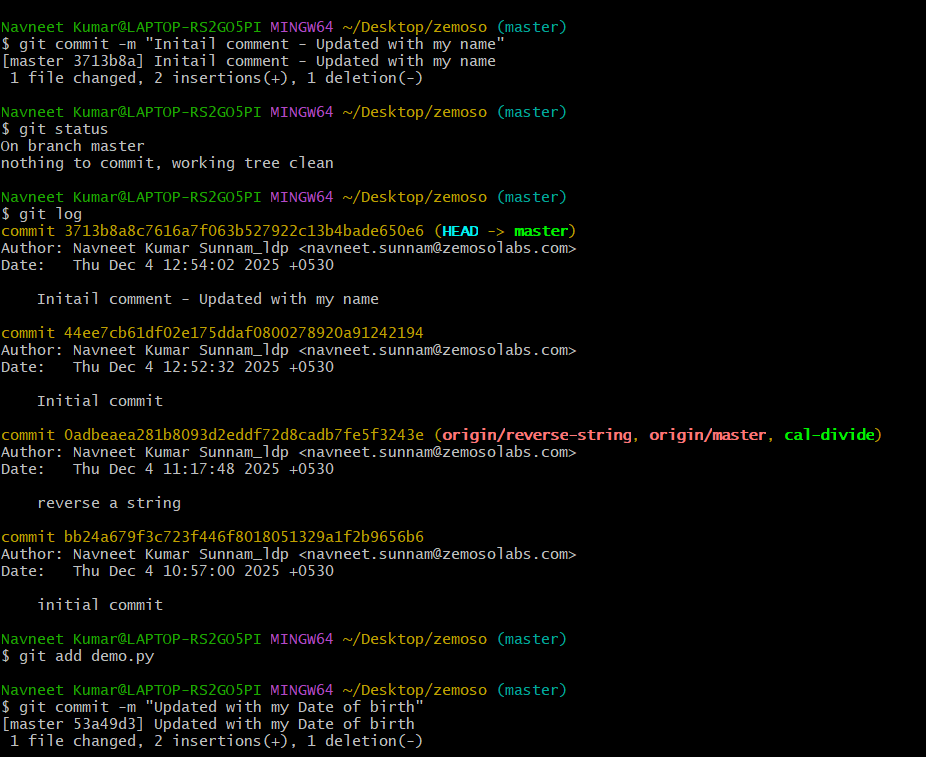 Navneet Kumar@LAPTOP-RS2GO5PI MINGW64 ~/Desktop/zemoso (master)
$ git commit -m "Initail comment - Updated with my name"
[master 3713b8a] Initail comment - Updated with my name
 1 file changed, 2 insertions(+), 1 deletion(-)
Navneet Kumar@LAPTOP-RS2GO5PI MINGW64 ~/Desktop/zemoso (master)
$ git status
On branch master
nothing to commit, working tree clean
Navneet Kumar@LAPTOP-RS2GO5PI MINGW64 ~/Desktop/zemoso (master)
$ git log
commit 3713b8a8c7616a7f063b527922c13b4bade650e6 (HEAD -> master)
Author: Navneet Kumar Sunnam_ldp <navneet.sunnam@zemosolabs.com>
Date:   Thu Dec 4 12:54:02 2025 +0530
    Initail comment - Updated with my name
commit 44ee7cb61df02e175ddaf0800278920a91242194
Author: Navneet Kumar Sunnam_ldp <navneet.sunnam@zemosolabs.com>
Date:   Thu Dec 4 12:52:32 2025 +0530
    Initial commit
commit 0adbeaea281b8093d2eddf72d8cadb7fe5f3243e (origin/reverse-string, origin/master, cal-divide)
Author: Navneet Kumar Sunnam_ldp <navneet.sunnam@zemosolabs.com>
Date:   Thu Dec 4 11:17:48 2025 +0530
    reverse a string
commit bb24a679f3c723f446f8018051329a1f2b9656b6
Author: Navneet Kumar Sunnam_ldp <navneet.sunnam@zemosolabs.com>
Date:   Thu Dec 4 10:57:00 2025 +0530
    initial commit
Navneet Kumar@LAPTOP-RS2GO5PI MINGW64 ~/Desktop/zemoso (master)
$ git add demo.py
Navneet Kumar@LAPTOP-RS2GO5PI MINGW64 ~/Desktop/zemoso (master)
$ git commit -m "Updated with my Date of birth"
[master 53a49d3] Updated with my Date of birth
 1 file changed, 2 insertions(+), 1 deletion(-)